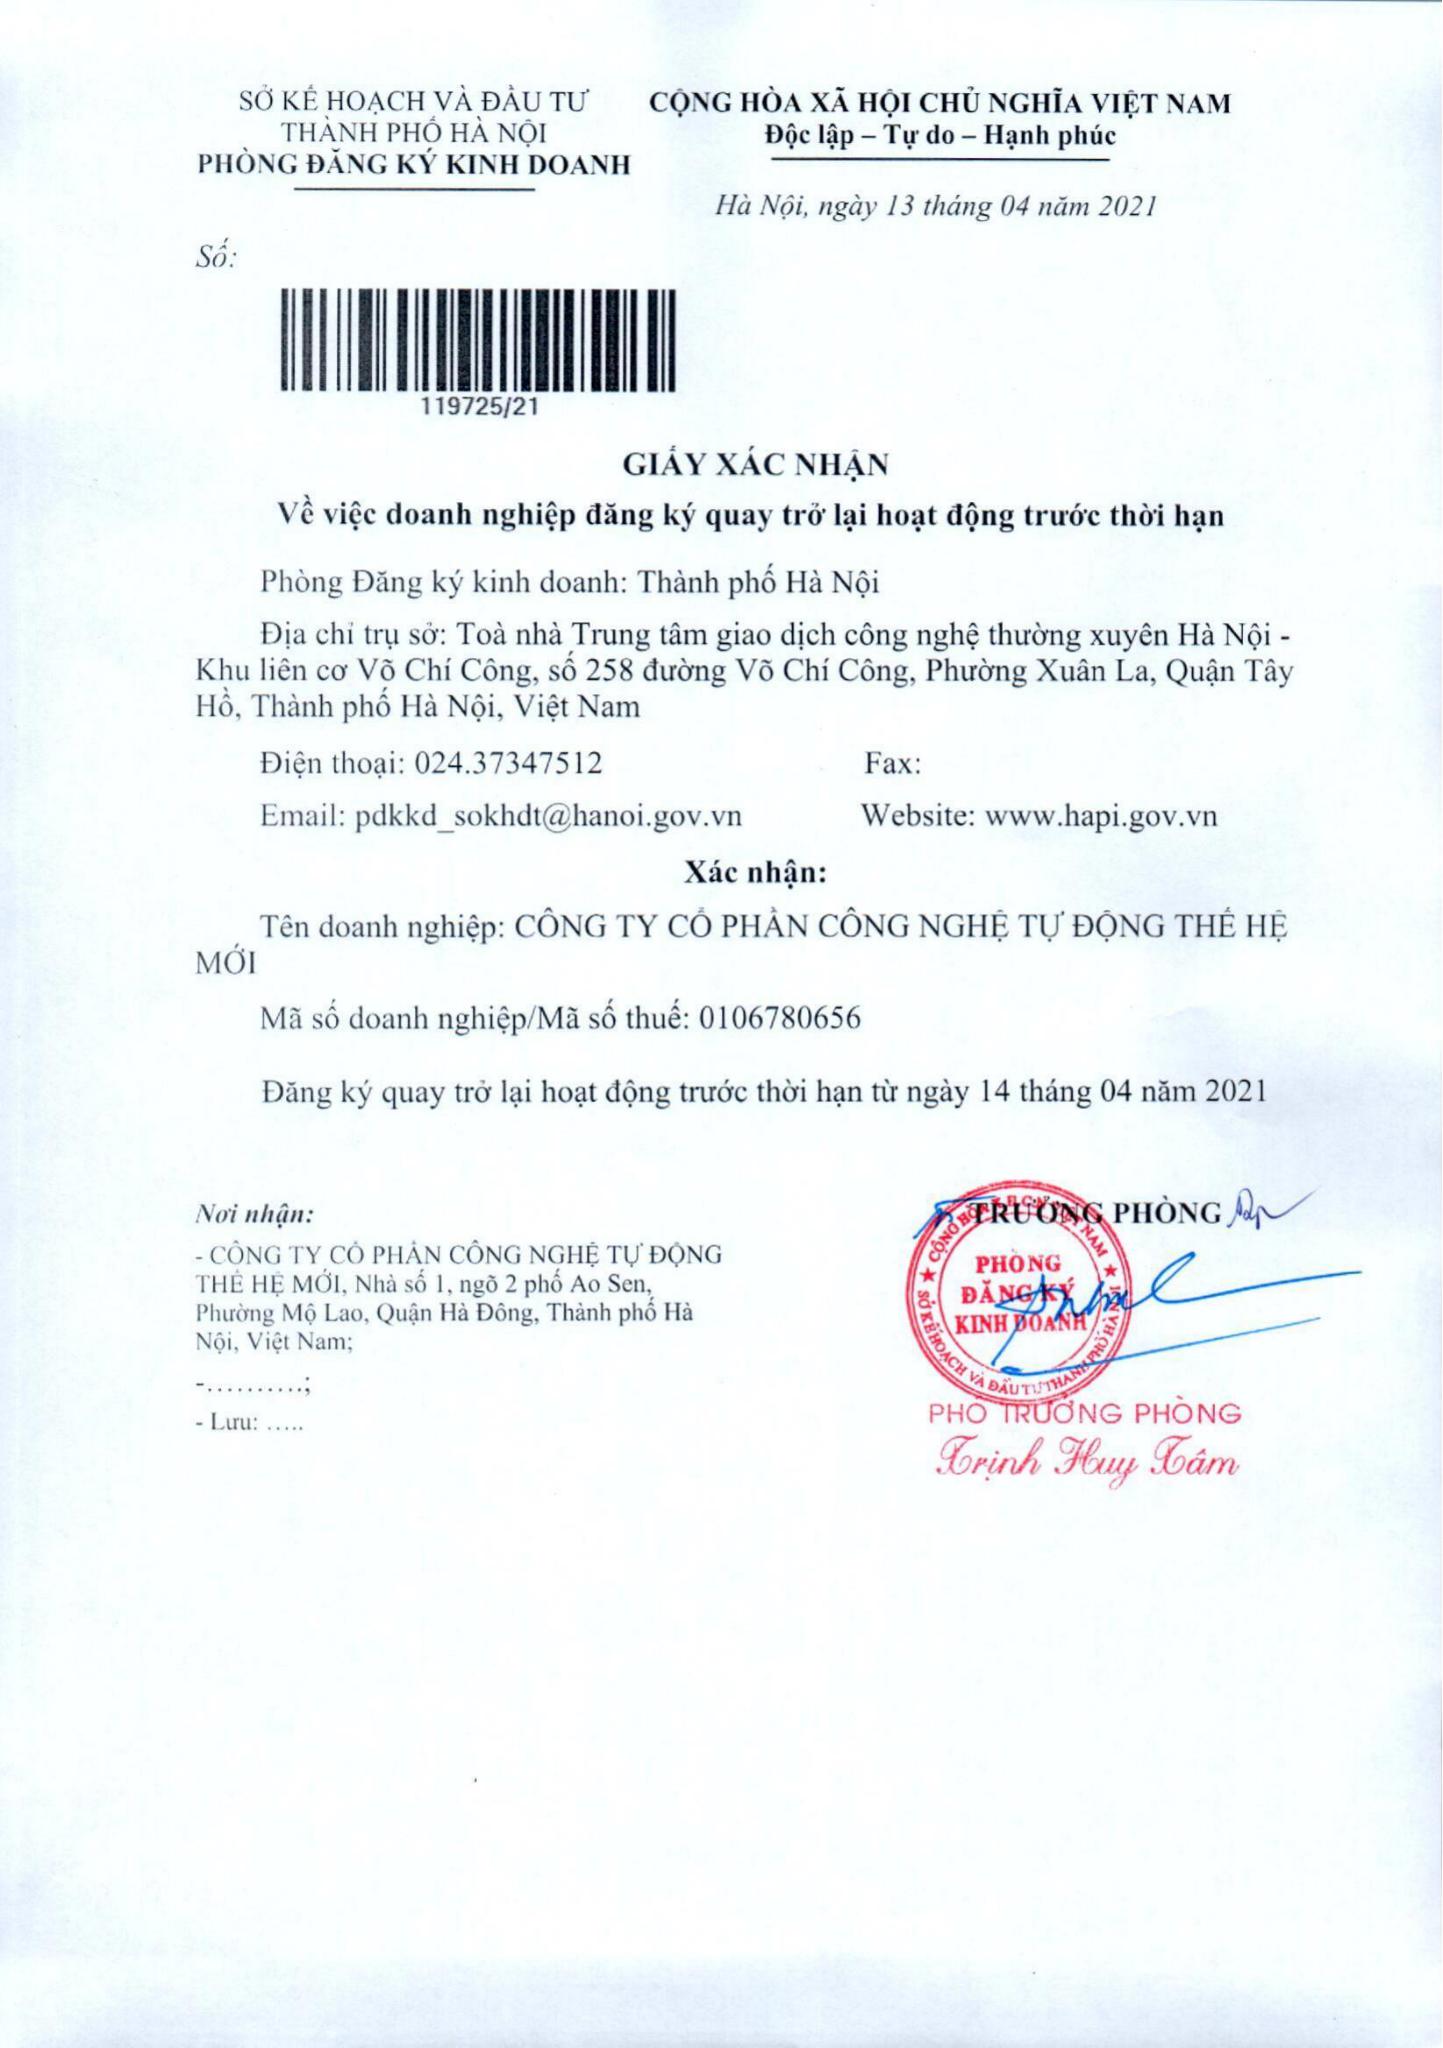 SỞ KẾ HOẠCH VÀ ĐẦU TƯ
THÀNH PHỐ HÀ NỘI
PHÒNG ĐĂNG KÝ KINH DOANH
CỘNG HÒA XÃ HỘI CHỦ NGHĨA VIỆT NAM
Độc lập – Tự do – Hạnh phúc
Hà Nội, ngày 13 tháng 04 năm 2021
Số:
119725/21
GIẤY XÁC NHẬN
Về việc doanh nghiệp đăng ký quay trở lại hoạt động trước thời hạn
Phòng Đăng ký kinh doanh: Thành phố Hà Nội
Địa chỉ trụ sở: Toà nhà Trung tâm giao dịch công nghệ thường xuyên Hà Nội -
Khu liên cơ Võ Chí Công, số 258 đường Võ Chí Công, Phường Xuân La, Quận Tây
Hồ, Thành phố Hà Nội, Việt Nam
Điện thoại: 024.37347512 Fax:
Email: pdkkd_sokhdt@hanoi.gov.vn Website: www.hapi.gov.vn
Xác nhận:
Tên doanh nghiệp: CÔNG TY CỔ PHẦN CÔNG NGHỆ TỰ ĐỘNG THẾ HỆ
MỚI
Mã số doanh nghiệp/Mã số thuế: 0106780656
Đăng ký quay trở lại hoạt động trước thời hạn từ ngày 14 tháng 04 năm 2021
Nơi nhận:
- CÔNG TY CỔ PHẦN CÔNG NGHỆ TỰ ĐỘNG
THẾ HỆ MỚI, Nhà số 1, ngõ 2 phố Ao Sen,
Phường Mộ Lao, Quận Hà Đông, Thành phố Hà
Nội, Việt Nam;
-..........;
- Lưu: .....
TRƯỞNG PHÒNG
CỘNG HÒA X.H.C.N VIỆT NAM
PHÒNG
ĐĂNG KÝ
KINH DOANH
SỞ KẾ HOẠCH VÀ ĐẦU TƯ THÀNH PHỐ HÀ NỘI
PHÓ TRƯỞNG PHÒNG
Trịnh Huy Tâm